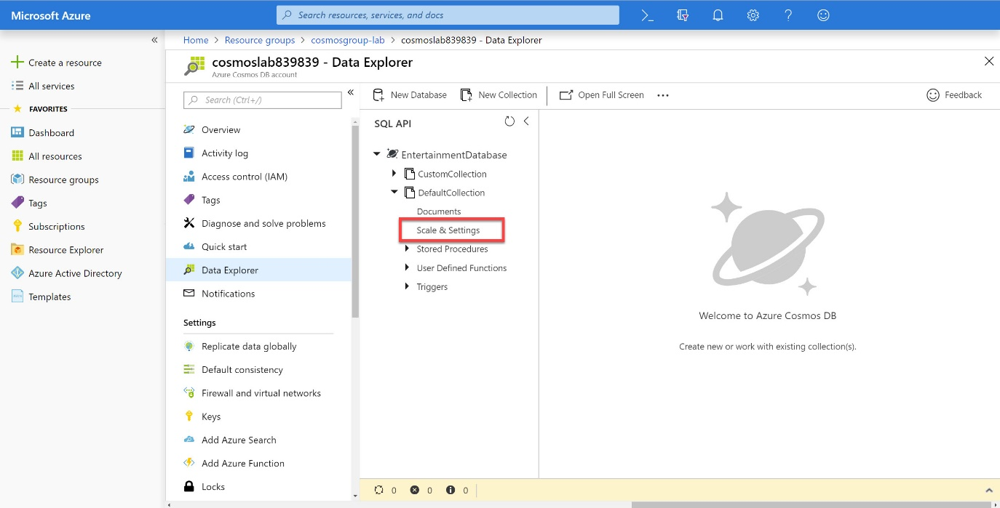 Microsoft Azure
Search resources, services, and docs
Home > Resource groups > cosmosgroup-lab > cosmoslab839839 - Data Explorer
Create a resource
All services
FAVORITES
Dashboard
All resources
Resource groups
Tags
Subscriptions
Resource Explorer
Azure Active Directory
Templates
cosmoslab839839 - Data Explorer
Azure Cosmos DB account
Search (Ctrl+/)
Overview
Activity log
Access control (IAM)
Tags
Diagnose and solve problems
Quick start
Data Explorer
Notifications
Settings
Replicate data globally
Default consistency
Firewall and virtual networks
Keys
Add Azure Search
Add Azure Function
Locks
New Database New Collection Open Full Screen ••• Feedback
SQL API
EntertainmentDatabase
CustomCollection
DefaultCollection
Documents
Scale & Settings
Stored Procedures
User Defined Functions
Triggers
Welcome to Azure Cosmos DB
Create new or work with existing collection(s).
0 0 0